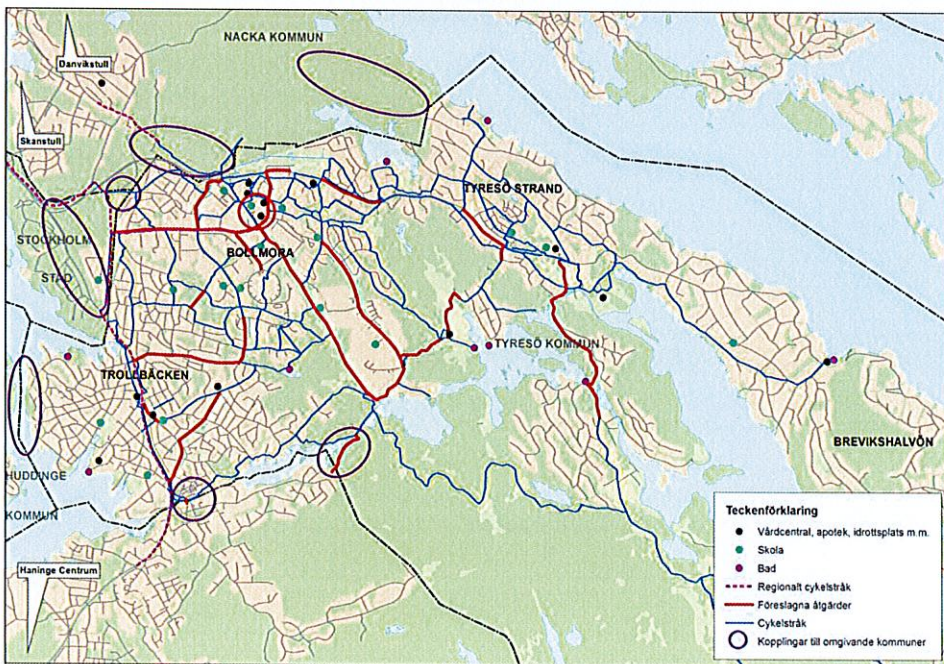 NACKA KOMMUN
Danvikstull
Skanstull
TYRESÖ STRAND
STOCKHOLM
STAD
BOLLMORA
TYRESÖ KOMMUN
TROLLBÄCKEN
BREVIKSHALVÖN
HUDDINGE
KOMMUN
Haninge Centrum
Teckenförklaring
Vårdcentral, apotek, idrottsplats m.m.
Skola
Bad
Regionalt cykelstråk
Föreslagna åtgärder
Cykelstråk
Kopplingar till omgivande kommuner